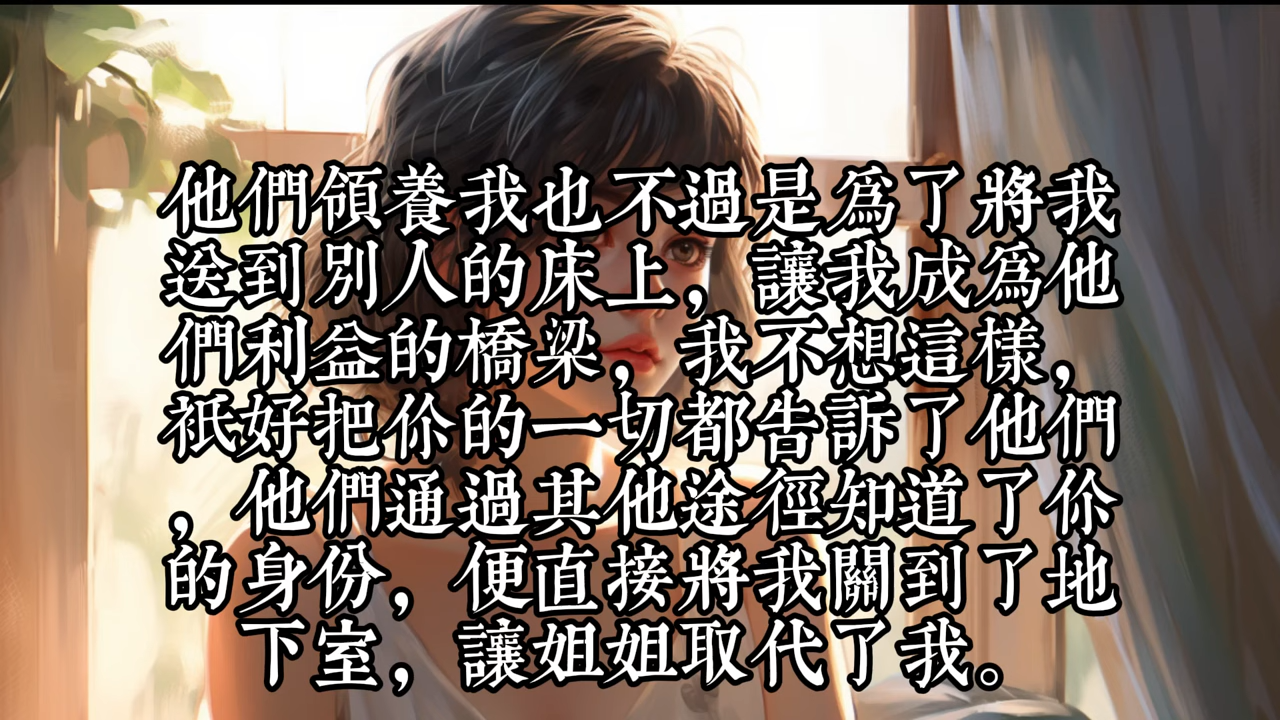 他們領養我也不過是爲了將我
送到別人的床上，讓我成爲他
們利益的橋梁，我不想這樣，
衹好把你的一切都告訴了他們
，他們通過其他途徑知道了你
的身份，便直接將我關到了地
下室，讓姐姐取代了我。